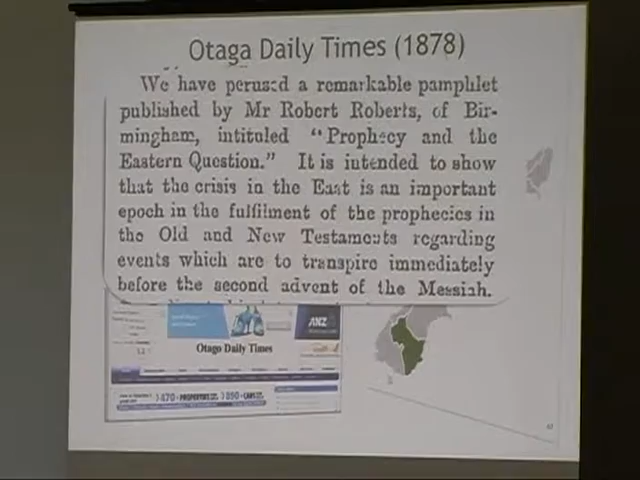 Otaga Daily Times (1878)
We have perused a remarkable pamphlet
published by Mr Robert Roberts, of Bir-
mingham, intituled "Prophecy and the
Eastern Question." It is intended to show
that the crisis in the East is an important
epoch in the fulfilment of the prophecies in
the Old and New Testaments regarding
events which are to transpire immediately
before the second advent of the Messiah.
ANZ
Otago Daily Times